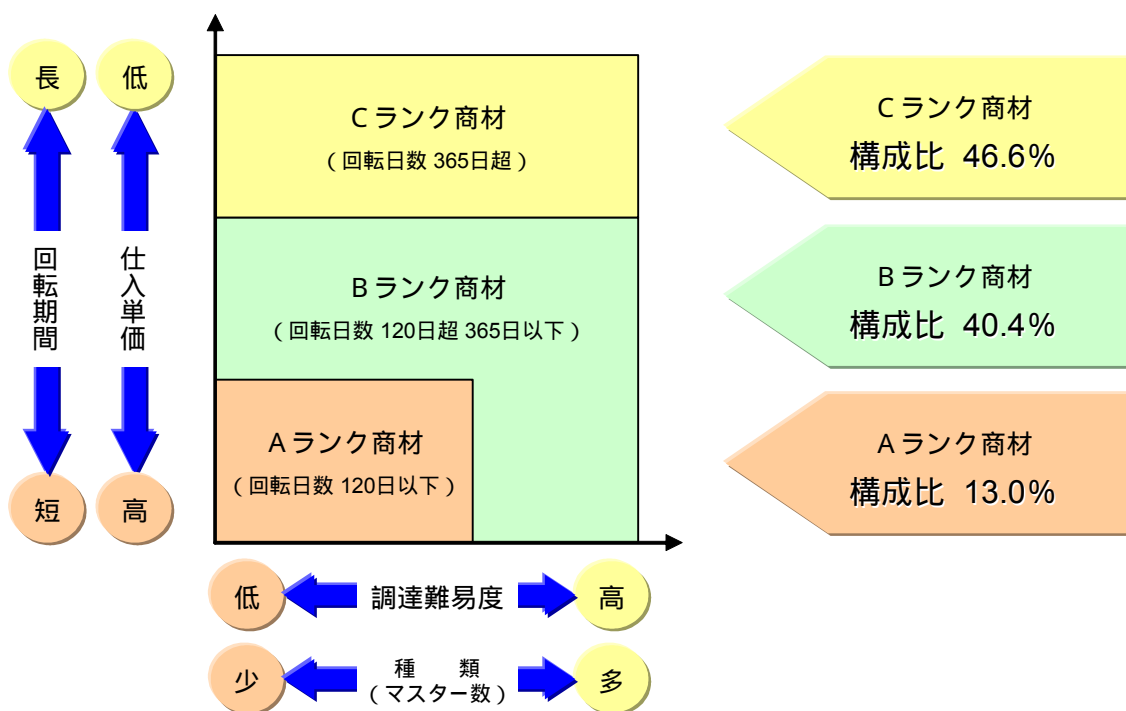 長
低
回転期間
仕入単価
短
高
Cランク商材
（回転日数 365日超）
Bランク商材
（回転日数 120日超 365日以下）
Aランク商材
（回転日数 120日以下）
Cランク商材
構成比 46.6%
Bランク商材
構成比 40.4%
Aランク商材
構成比 13.0%
低
調達難易度
高
少
種　類
（マスター数）
多